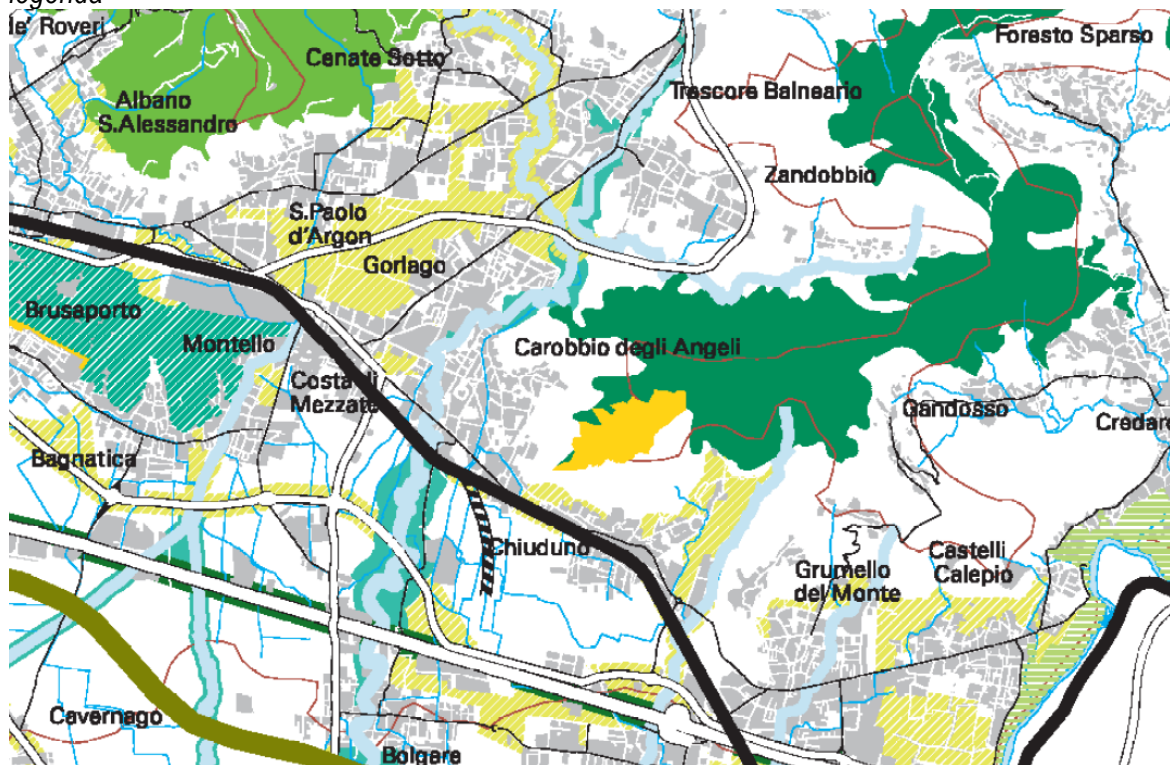 legenda
de' Roveri
Foresto Sparso
Cenate Sotto
Trescore Balneario
Albano
S.Alessandro
Zandobbio
S.Paolo
d'Argon
Gorlago
Brusaporto
Montello
Carobbio degli Angeli
Costa di
Mezzate
Gandosso
Credaro
Bagnatica
Chiuduno
Castelli
Calepio
Grumello
del Monte
Cavernago
Bolgare